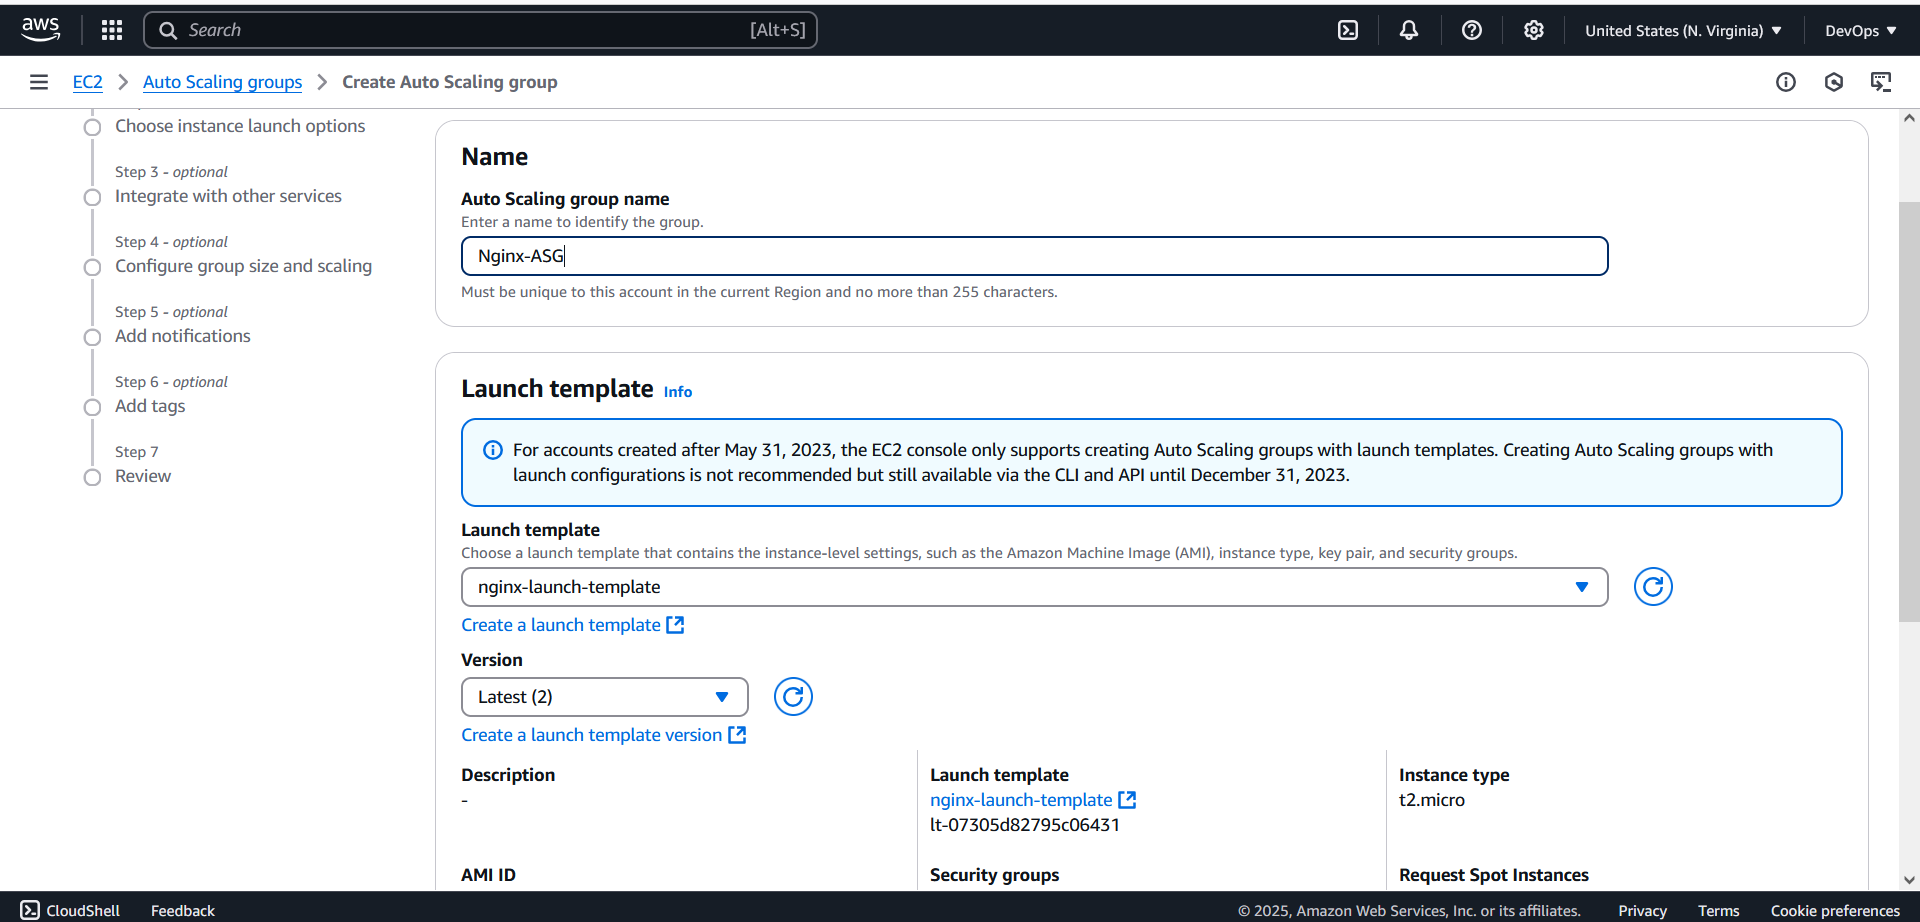 aws
Search [Alt+S]
United States (N. Virginia)
DevOps
EC2 > Auto Scaling groups > Create Auto Scaling group
Choose instance launch options
Step 3 - optional
Integrate with other services
Step 4 - optional
Configure group size and scaling
Step 5 - optional
Add notifications
Step 6 - optional
Add tags
Step 7
Review
Name
Auto Scaling group name
Enter a name to identify the group.
Nginx-ASG
Must be unique to this account in the current Region and no more than 255 characters.
Launch template Info
For accounts created after May 31, 2023, the EC2 console only supports creating Auto Scaling groups with launch templates. Creating Auto Scaling groups with
launch configurations is not recommended but still available via the CLI and API until December 31, 2023.
Launch template
Choose a launch template that contains the instance-level settings, such as the Amazon Machine Image (AMI), instance type, key pair, and security groups.
nginx-launch-template
Create a launch template
Version
Latest (2)
Create a launch template version
Description
-
Launch template
nginx-launch-template
lt-07305d82795c06431
Instance type
t2.micro
AMI ID
Security groups
Request Spot Instances
CloudShell
Feedback
© 2025, Amazon Web Services, Inc. or its affiliates.
Privacy
Terms
Cookie preferences